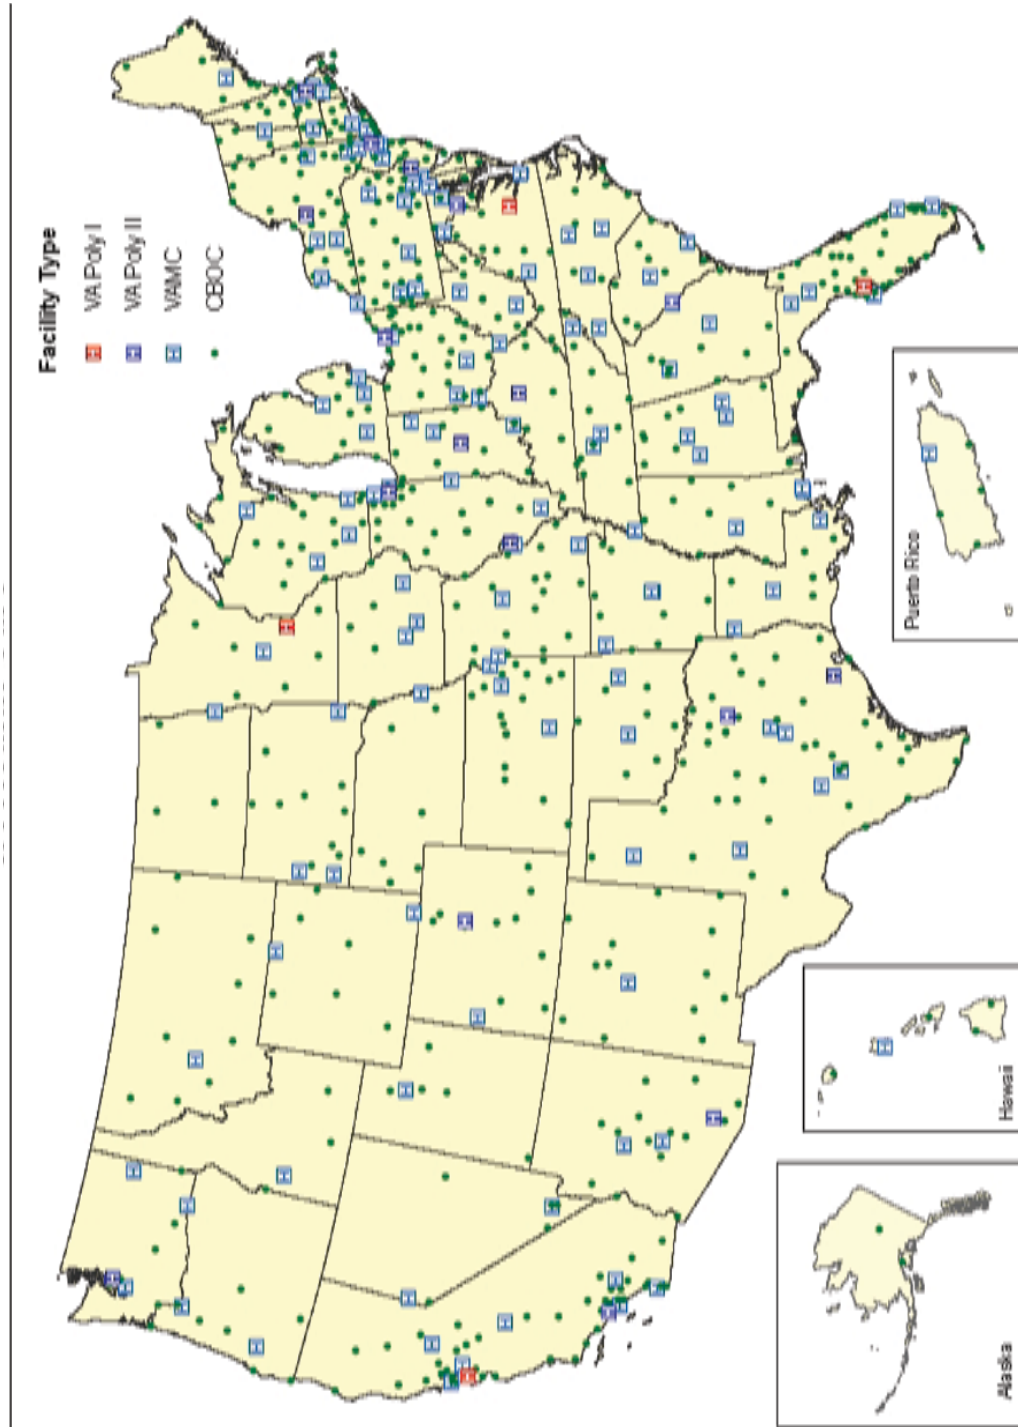 Facility Type
VA Poly I
VA Poly II
VAMC
CBOC
Puerto Rico
Hawaii
Alaska